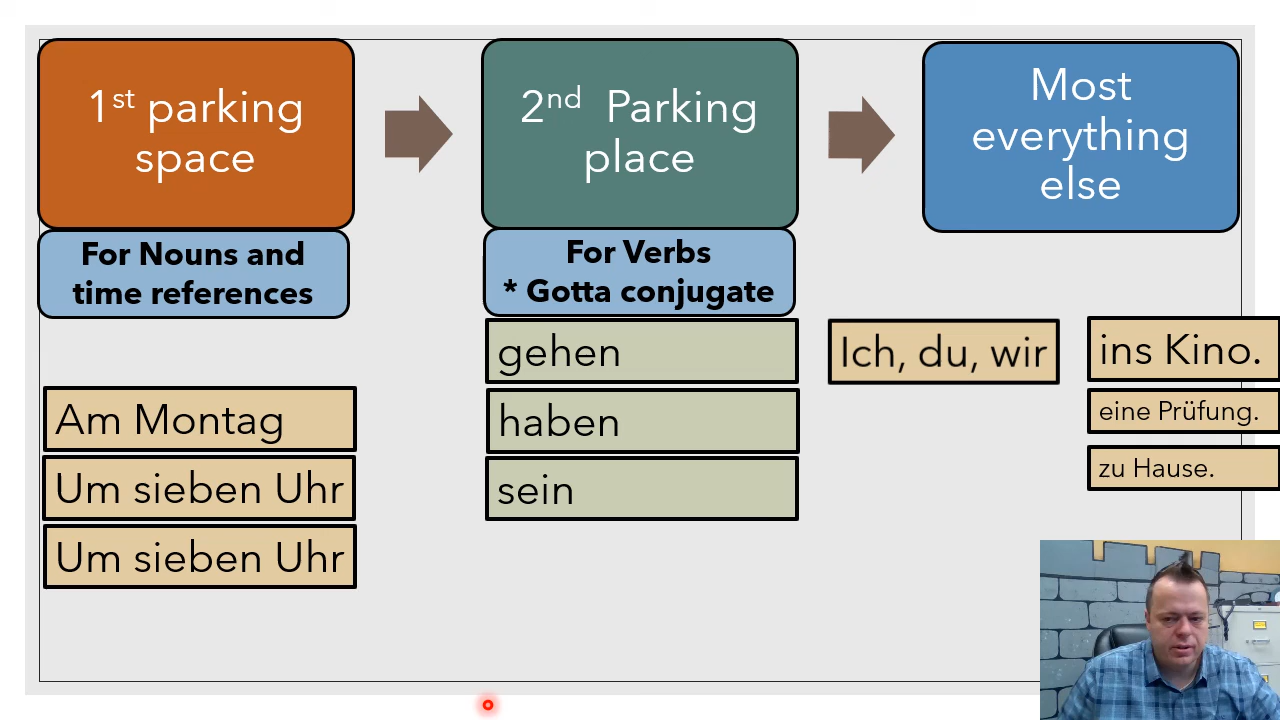 1st parking
space
2nd Parking
place
Most
everything
else
For Nouns and
time references
For Verbs
* Gotta conjugate
gehen
Ich, du, wir
ins Kino.
Am Montag
haben
eine Prüfung.
Um sieben Uhr
sein
zu Hause.
Um sieben Uhr